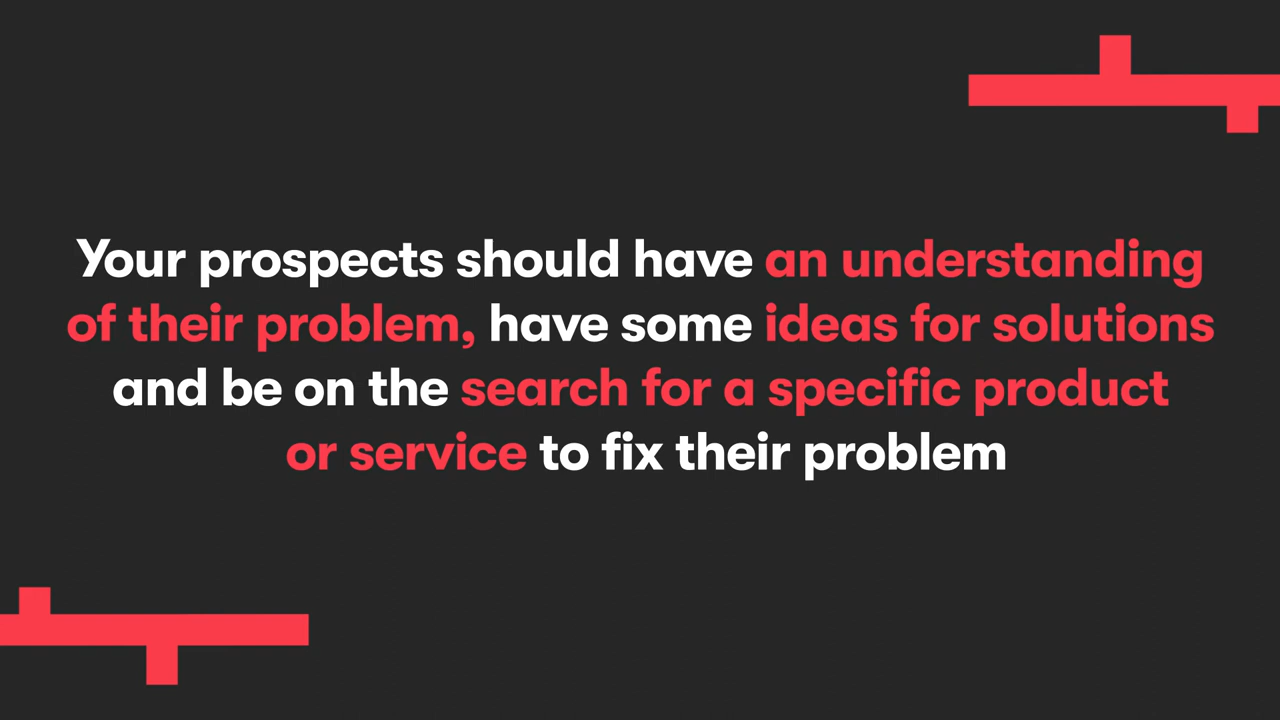 Your prospects should have an understanding
of their problem, have some ideas for solutions
and be on the search for a specific product
or service to fix their problem